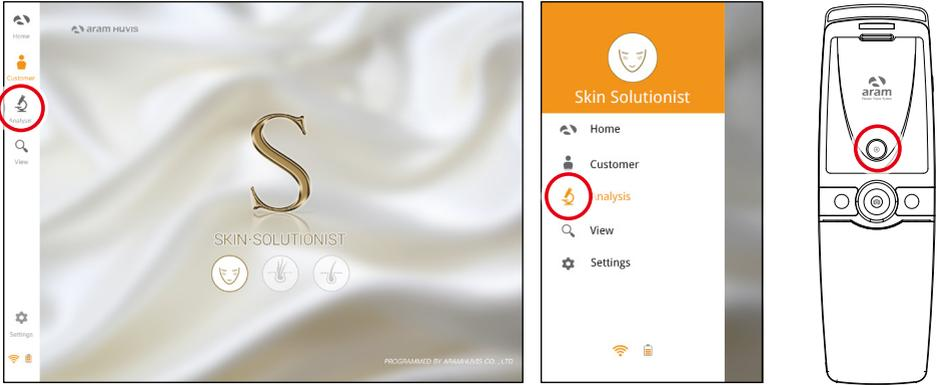 Home
Customer
Analysis
View
Settings
aram HUVIS
S
SKIN·SOLUTIONIST
PROGRAMMED BY ARAMHUVIS CO., LTD
Skin Solutionist
Home
Customer
Analysis
View
Settings
aram